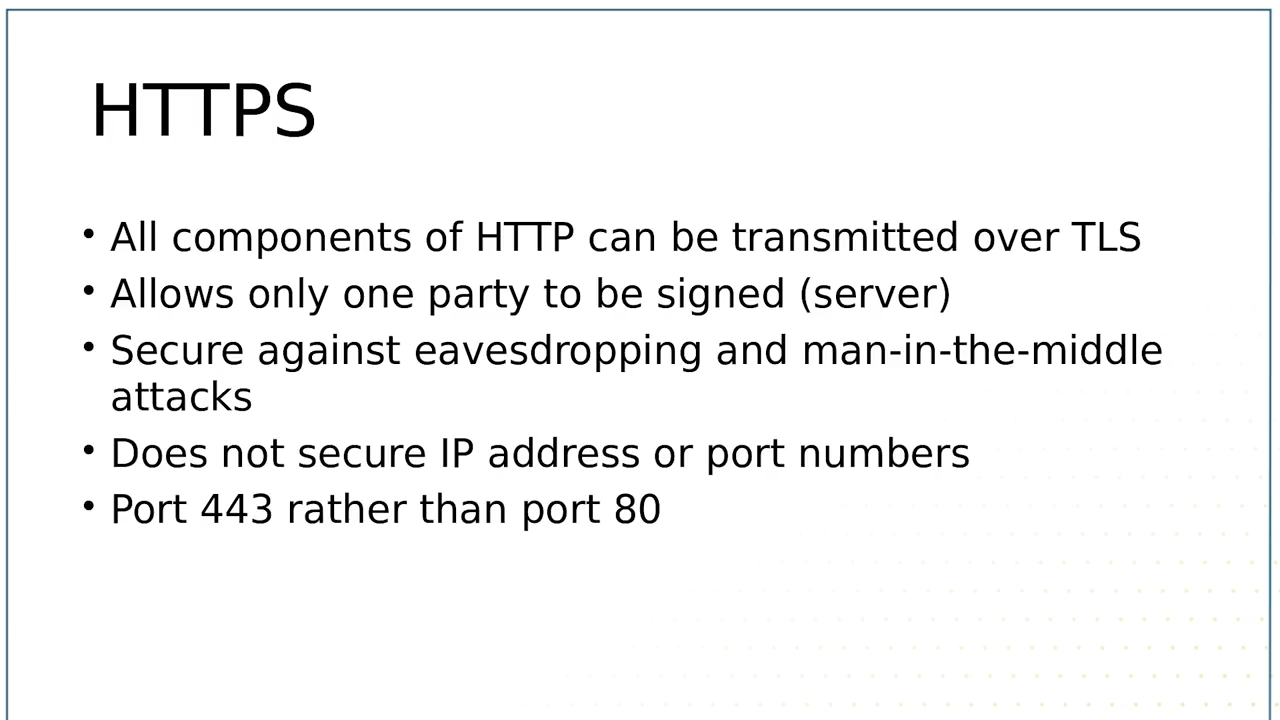 HTTPS
• All components of HTTP can be transmitted over TLS
• Allows only one party to be signed (server)
• Secure against eavesdropping and man-in-the-middle
attacks
• Does not secure IP address or port numbers
• Port 443 rather than port 80